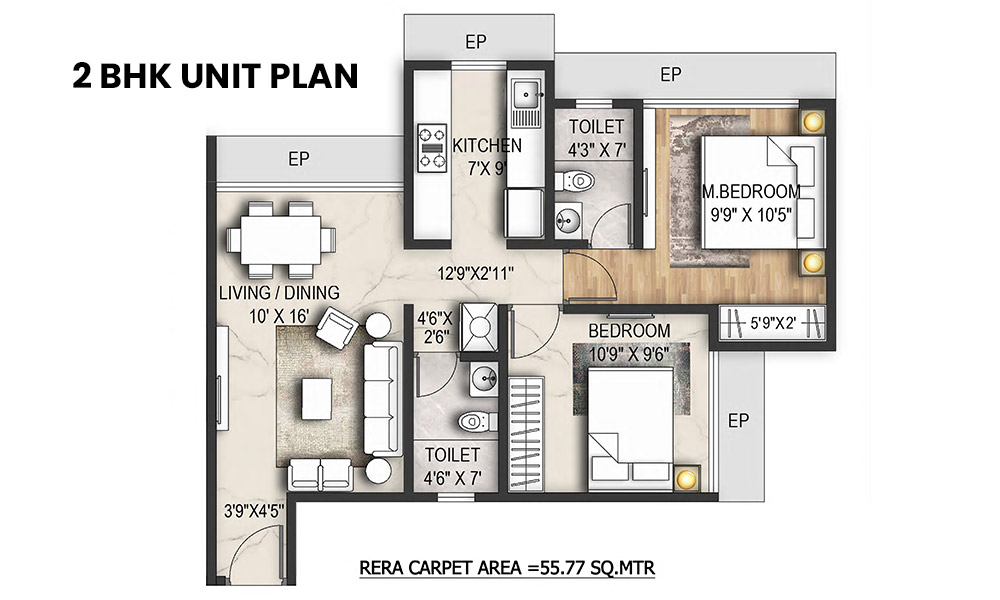 2 BHK UNIT PLAN
EP
EP
EP
KITCHEN
7'X 9'
TOILET
4'3" X 7'
M.BEDROOM
9'9" X 10'5"
12'9"X2'11"
LIVING / DINING
10' X 16'
4'6"X
2'6"
BEDROOM
10'9" X 9'6"
5'9"X2'
EP
TOILET
4'6" X 7'
3'9"X4'5"
RERA CARPET AREA =55.77 SQ.MTR